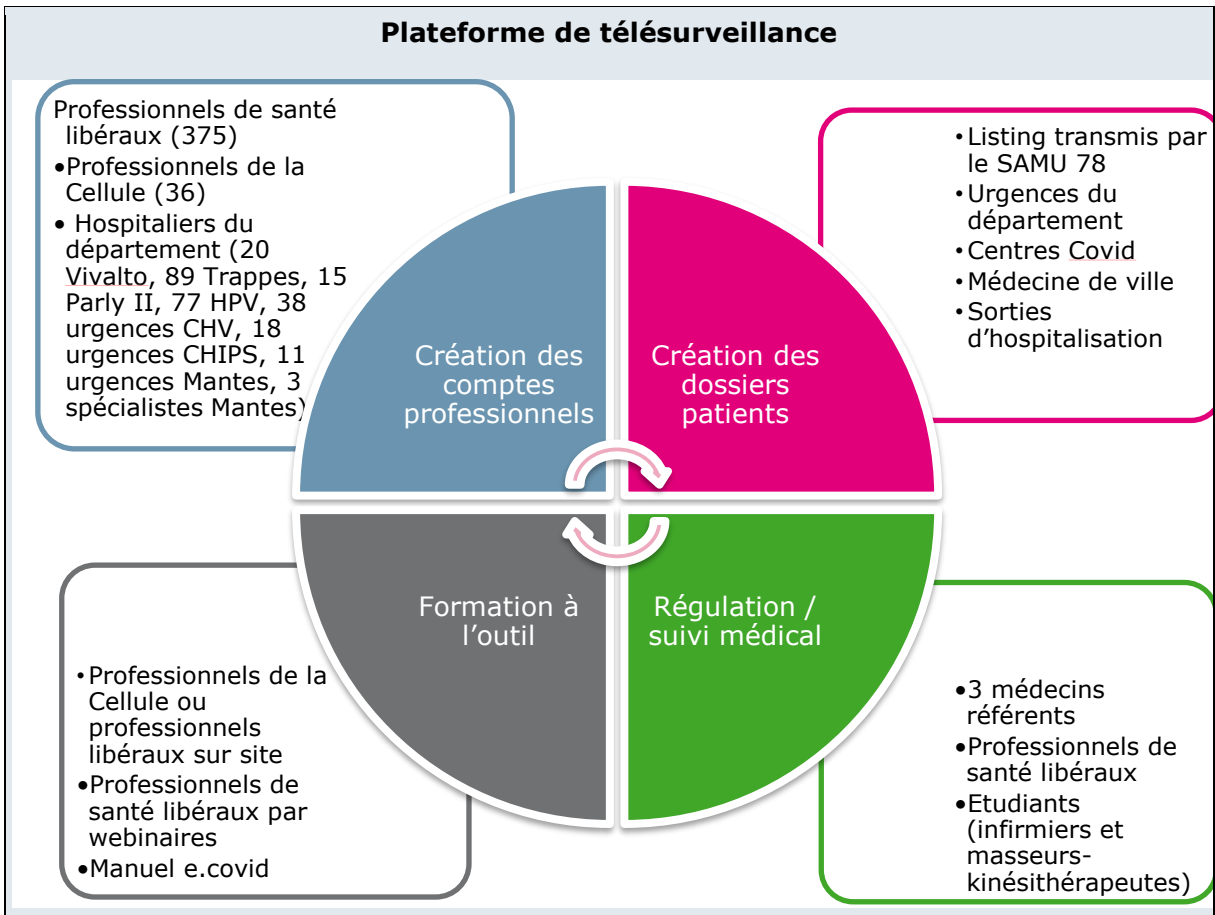 Plateforme de télésurveillance
Professionnels de santé
libéraux (375)
•Professionnels de la
Cellule (36)
• Hospitaliers du
département (20
Vivalto, 89 Trappes, 15
Parly II, 77 HPV, 38
urgences CHV, 18
urgences CHIPS, 11
urgences Mantes, 3
spécialistes Mantes)
• Listing transmis par
le SAMU 78
• Urgences du
département
• Centres Covid
• Médecine de ville
• Sorties
d’hospitalisation
Création des
comptes
professionnels
Création des
dossiers
patients
Formation à
l’outil
Régulation /
suivi médical
• Professionnels de la
Cellule ou
professionnels
libéraux sur site
•Professionnels de
santé libéraux par
webinaires
•Manuel e.covid
•3 médecins
référents
•Professionnels de
santé libéraux
•Etudiants
(infirmiers et
masseurs-
kinésithérapeutes)